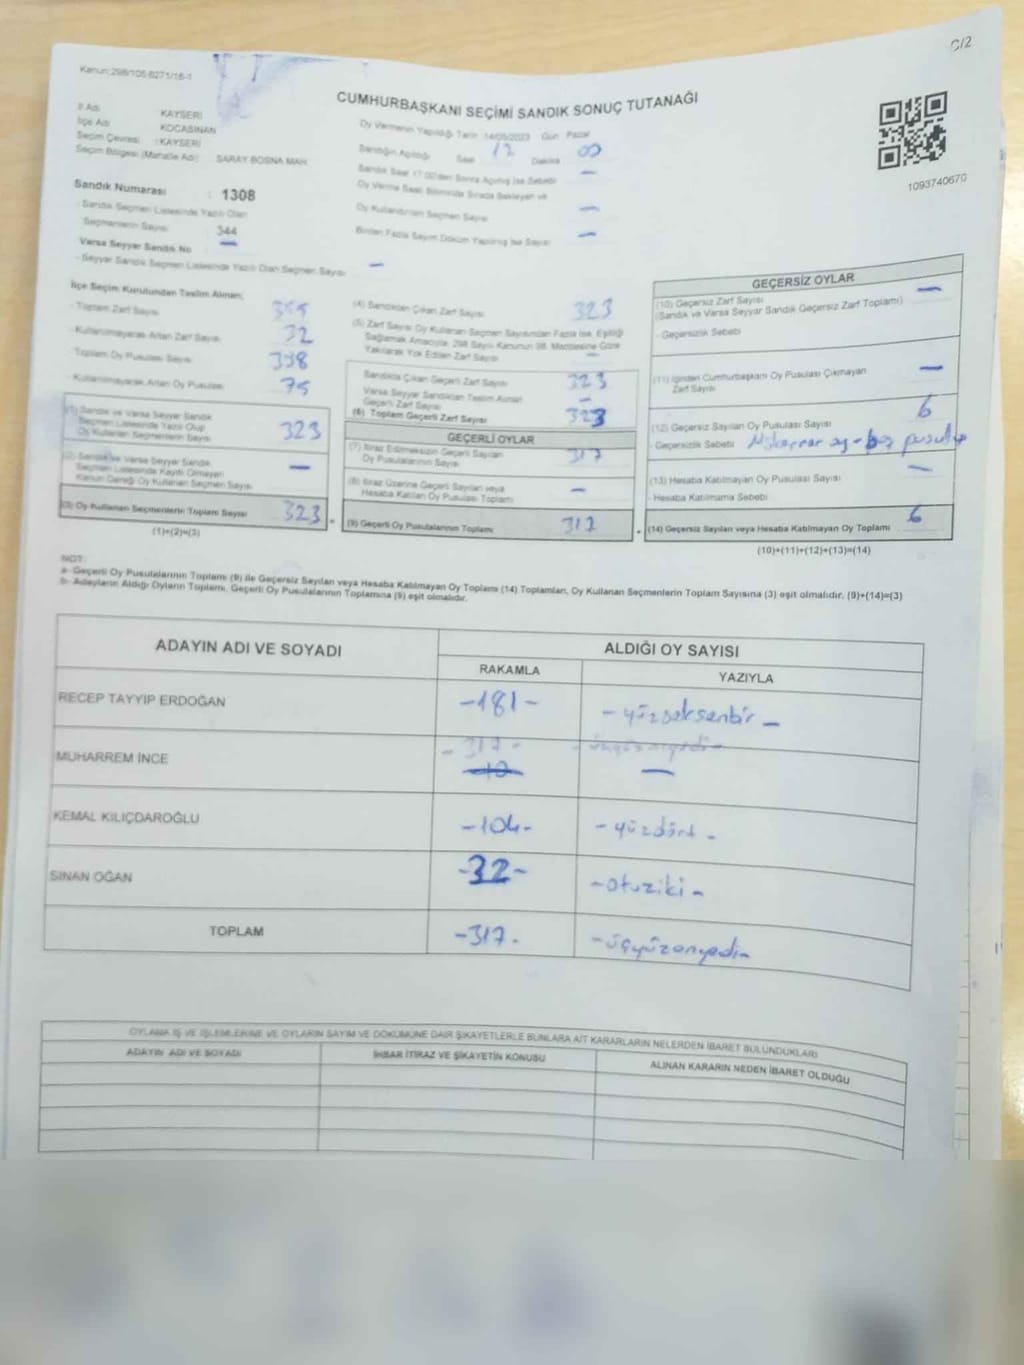 C/2
Kanun:298/105-6271/16-1
CUMHURBAŞKANI SEÇİMİ SANDIK SONUÇ TUTANAĞI
İl Adı : KAYSERİ
İlçe Adı : KOCASİNAN
Seçim Çevresi : KAYSERİ
Seçim Bölgesi (Mahalle Adı) : SARAY BOSNA MAH.
Oy Vermenin Yapıldığı Tarih 14/05/2023 Gün Pazar
Sandığın Açıldığı Saat 17 Dakika 00
Sandık Saat 17.00'den Sonra Açılmış İse Sebebi —
Oy Verme Saati Bitiminde Sırada Bekleyen ve
Oy Kullandırılan Seçmen Sayısı —
Birden Fazla Sayım Döküm Yapılmış İse Sayısı —
1093740670
Sandık Numarası : 1308
- Sandık Seçmen Listesinde Yazılı Olan
Seçmenlerin Sayısı 344
Varsa Seyyar Sandık No —
- Seyyar Sandık Seçmen Listesinde Yazılı Olan Seçmen Sayısı —
İlçe Seçim Kurulundan Teslim Alınan;
- Toplam Zarf Sayısı
- Kullanılmayarak Artan Zarf Sayısı 32
- Toplam Oy Pusulası Sayısı 398
- Kullanılmayarak Artan Oy Pusulası 75
(1) Sandık ve Varsa Seyyar Sandık
Seçmen Listesinde Yazılı Olup
Oy Kullanan Seçmenlerin Sayısı 323
(2) Sandık ve Varsa Seyyar Sandık
Seçmen Listesinde Kayıtlı Olmayan
Kanun Gereği Oy Kullanan Seçmen Sayısı —
(3) Oy Kullanan Seçmenlerin Toplam Sayısı 323
(1)+(2)=(3)
(4) Sandıktan Çıkan Zarf Sayısı 323
(5) Zarf Sayısı Oy Kullanan Seçmen Sayısından Fazla İse, Eşitliği
Sağlamak Amacıyla, 298 Sayılı Kanunun 98. Maddesine Göre
Yakılarak Yok Edilen Zarf Sayısı —
Sandıkta Çıkan Geçerli Zarf Sayısı 323
Varsa Seyyar Sandıktan Teslim Alınan
Geçerli Zarf Sayısı —
(6) Toplam Geçerli Zarf Sayısı 323
GEÇERLİ OYLAR
(7) İtiraz Edilmeksizin Geçerli Sayılan
Oy Pusulalarının Sayısı 317
(8) İtiraz Üzerine Geçerli Sayılan veya
Hesaba Katılan Oy Pusulası Toplamı —
(9) Geçerli Oy Pusulalarının Toplamı 317
GEÇERSİZ OYLAR
(10) Geçersiz Zarf Sayısı —
(Sandık ve Varsa Seyyar Sandık Geçersiz Zarf Toplamı)
- Geçersizlik Sebebi
(11) İçinden Cumhurbaşkanı Oy Pusulası Çıkmayan
Zarf Sayısı —
(12) Geçersiz Sayılan Oy Pusulası Sayısı 6
- Geçersizlik Sebebi Mükerrer oy - boş pusula
(13) Hesaba Katılmayan Oy Pusulası Sayısı —
- Hesaba Katılmama Sebebi
(14) Geçersiz Sayılan veya Hesaba Katılmayan Oy Toplamı 6
(10)+(11)+(12)+(13)=(14)
NOT:
a- Geçerli Oy Pusulalarının Toplamı (9) ile Geçersiz Sayılan veya Hesaba Katılmayan Oy Toplamı (14) Toplamları, Oy Kullanan Seçmenlerin Toplam Sayısına (3) eşit olmalıdır. (9)+(14)=(3)
b- Adayların Aldığı Oyların Toplamı, Geçerli Oy Pusulalarının Toplamına (9) eşit olmalıdır.
ADAYIN ADI VE SOYADI
ALDIĞI OY SAYISI
RAKAMLA YAZIYLA
RECEP TAYYİP ERDOĞAN -181- -yüzseksenbir-
MUHARREM İNCE -317- -üçyüzonyedi-
—
KEMAL KILIÇDAROĞLU -104- -yüzdört-
SİNAN OĞAN -32- -otuziki-
TOPLAM -317- -üçyüzonyedi-
OYLAMA İŞ VE İŞLEMLERİNE VE OYLARIN SAYIM VE DÖKÜMÜNE DAİR ŞİKAYETLERLE BUNLARA AİT KARARLARIN NELERDEN İBARET BULUNDUKLARI
ADAYIN ADI VE SOYADI İHBAR İTİRAZ VE ŞİKAYETİN KONUSU ALINAN KARARIN NEDEN İBARET OLDUĞU